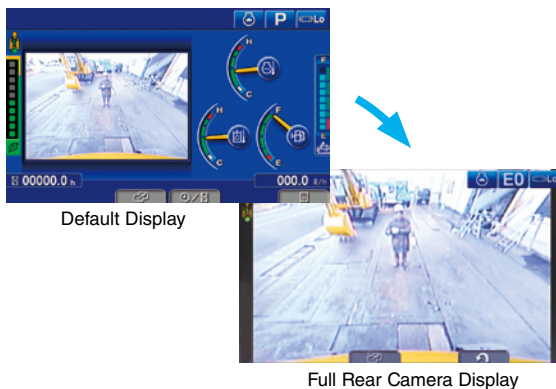 P Lo
H
C
H
C
F
E
F
E
00000.0 h
000.0 ℓ/h
Default Display
E0 Lo
Full Rear Camera Display